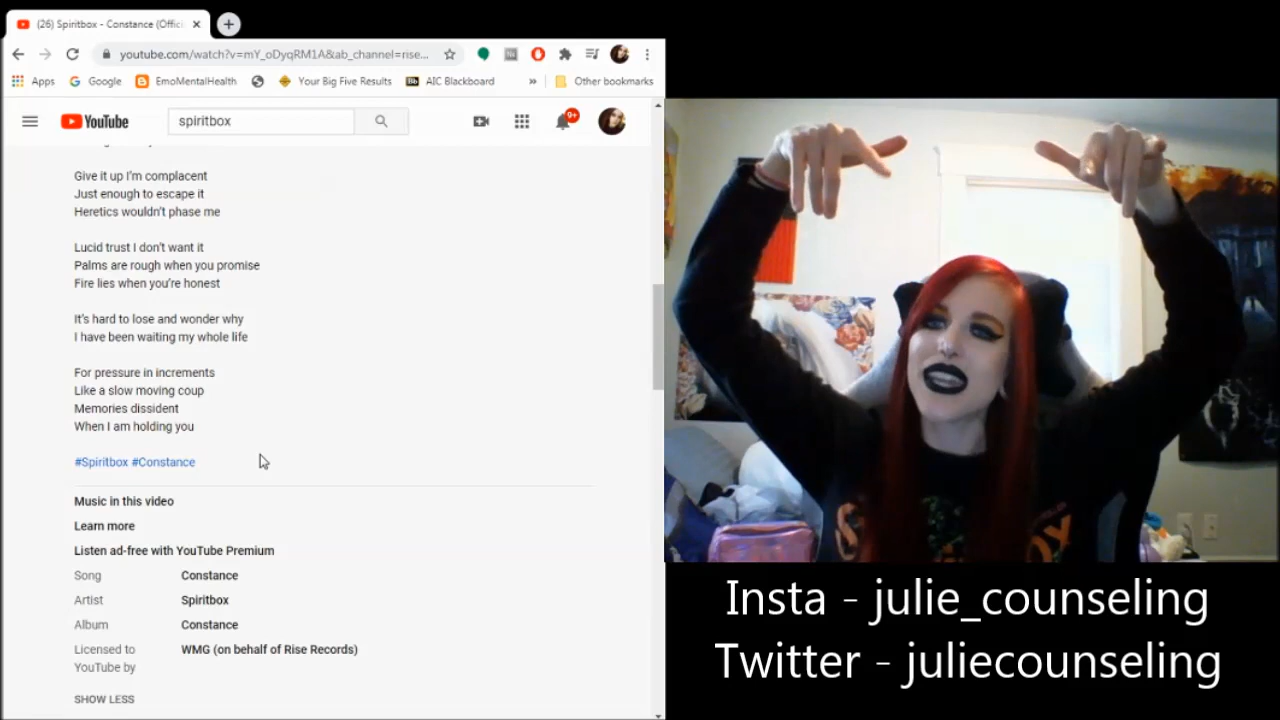 (26) Spiritbox - Constance (Offici
youtube.com/watch?v=mY_oDyqRM1A&ab_channel=rise...
Apps
Google
EmoMentalHealth
Your Big Five Results
Bb
AIC Blackboard
»
Other bookmarks
YouTube
spiritbox
9+
Give it up I'm complacent
Just enough to escape it
Heretics wouldn't phase me
Lucid trust I don't want it
Palms are rough when you promise
Fire lies when you're honest
It's hard to lose and wonder why
I have been waiting my whole life
For pressure in increments
Like a slow moving coup
Memories dissident
When I am holding you
#Spiritbox #Constance
Music in this video
Learn more
Listen ad-free with YouTube Premium
Song Constance
Artist Spiritbox
Album Constance
Licensed to WMG (on behalf of Rise Records)
YouTube by
SHOW LESS
Insta - julie_counseling
Twitter - juliecounseling